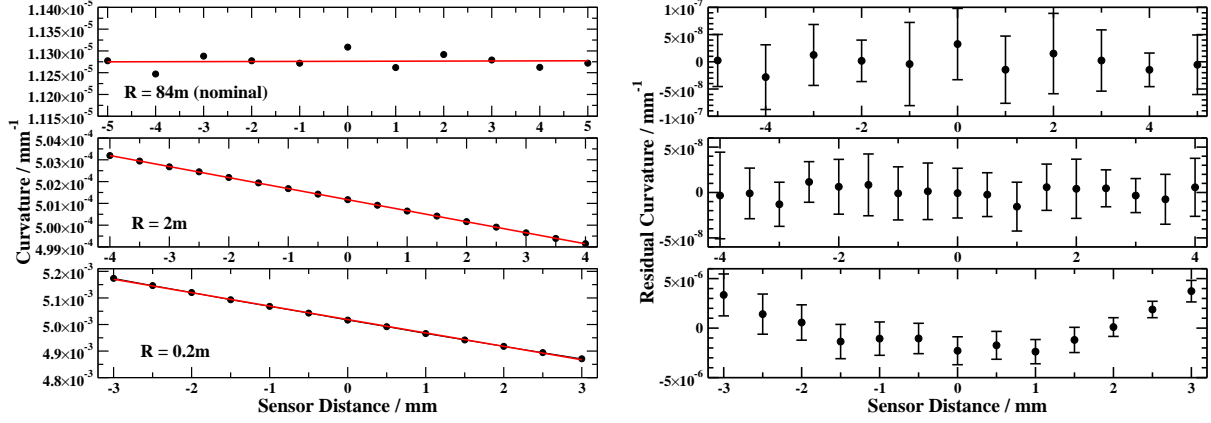 1.140×10⁻⁵
1.135×10⁻⁵
1.130×10⁻⁵
1.125×10⁻⁵
1.120×10⁻⁵
1.115×10⁻⁵
R = 84m (nominal)
-5 -4 -3 -2 -1 0 1 2 3 4 5
5.04×10⁻⁴
5.03×10⁻⁴
5.02×10⁻⁴
5.01×10⁻⁴
5.00×10⁻⁴
4.99×10⁻⁴
R = 2m
-4 -3 -2 -1 0 1 2 3 4
5.2×10⁻³
5.1×10⁻³
5.0×10⁻³
4.9×10⁻³
4.8×10⁻³
R = 0.2m
-3 -2 -1 0 1 2 3
Curvature / mm⁻¹
Sensor Distance / mm
1×10⁻⁷
5×10⁻⁸
0
-5×10⁻⁸
-1×10⁻⁷
-4 -2 0 2 4
5×10⁻⁸
0
-5×10⁻⁸
-4 -2 0 2 4
5×10⁻⁶
0
-5×10⁻⁶
-3 -2 -1 0 1 2 3
Residual Curvature / mm⁻¹
Sensor Distance / mm